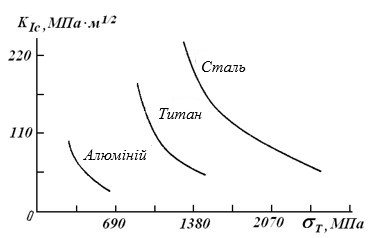 K_Ic, МПа·м^1/2
220
Сталь
Титан
110
Алюміній
0
690
1380
2070
σ_T, МПа